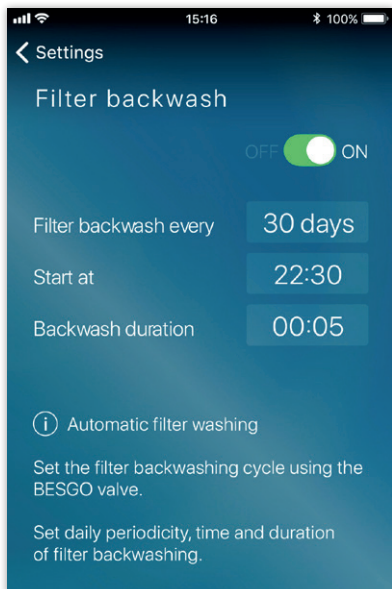 15:16 100%
Settings
Filter backwash
OFF ON
Filter backwash every 30 days
Start at 22:30
Backwash duration 00:05
i Automatic filter washing
Set the filter backwashing cycle using the
BESGO valve.
Set daily periodicity, time and duration
of filter backwashing.